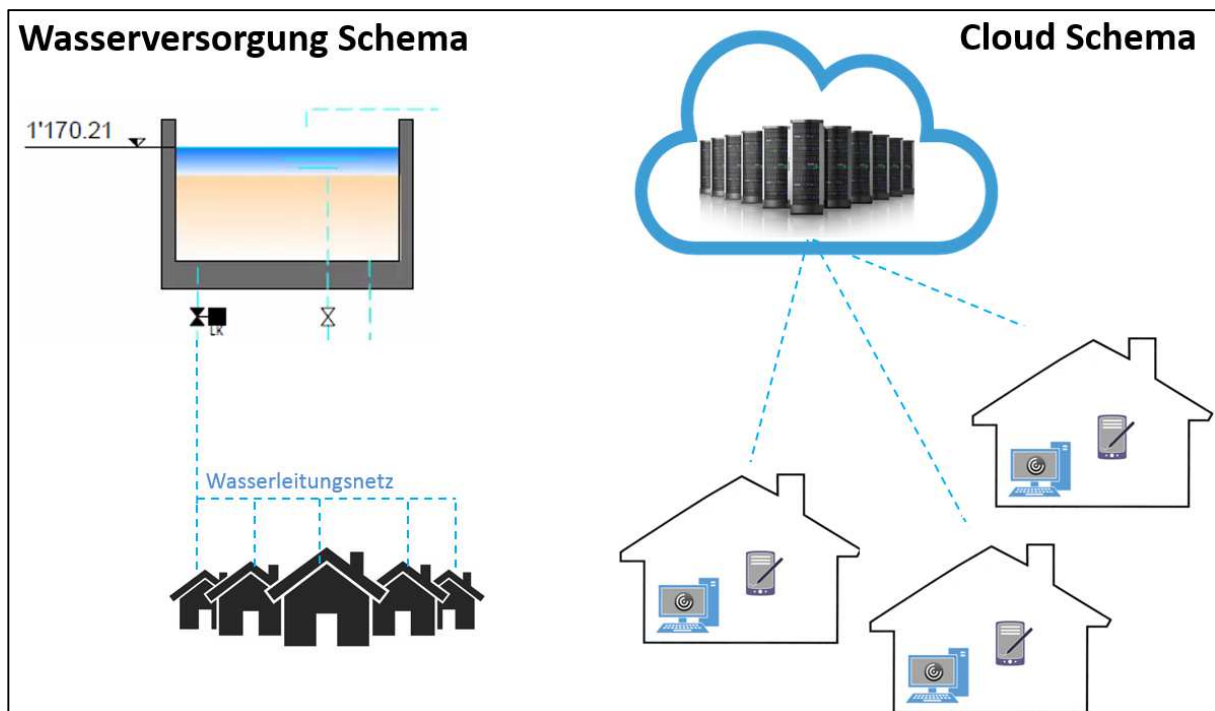 Wasserversorgung Schema
Cloud Schema
1'170.21
LK
Wasserleitungsnetz